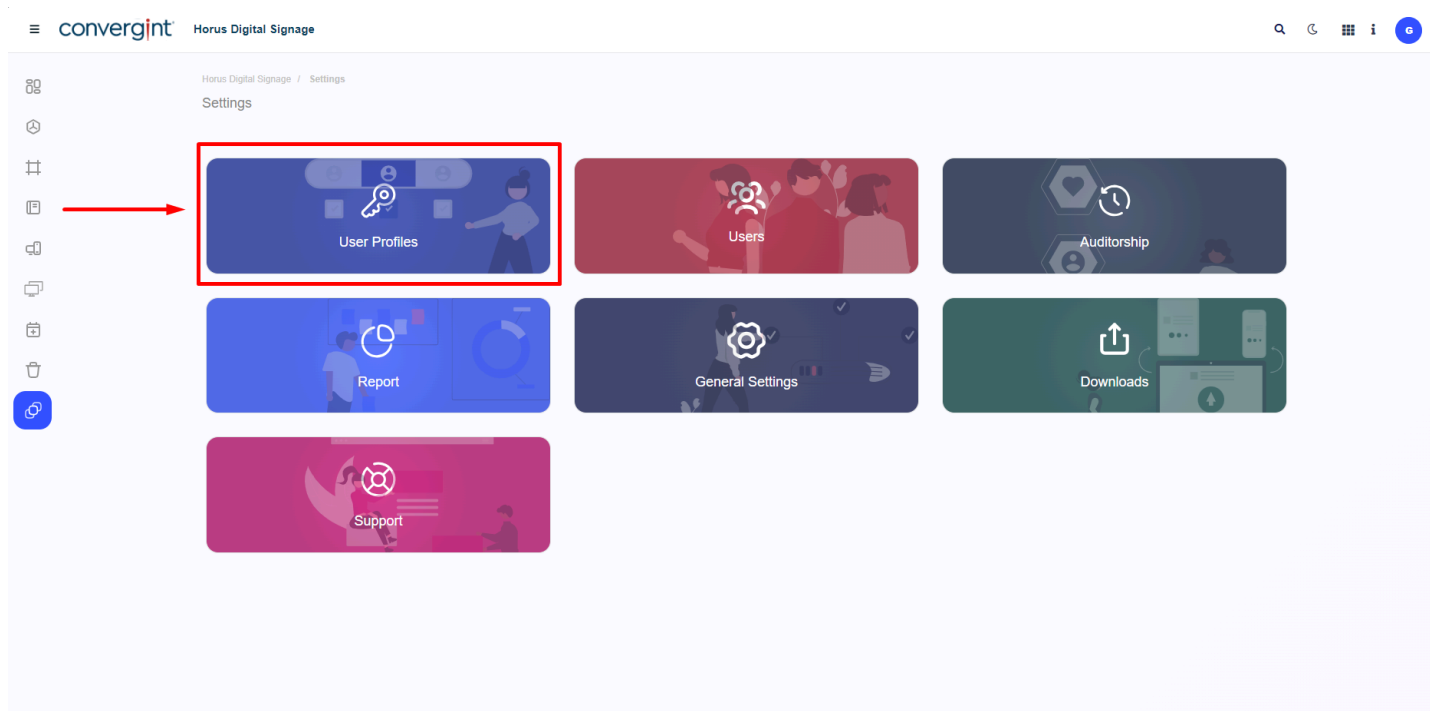 convergint Horus Digital Signage
G
Horus Digital Signage / Settings
Settings
User Profiles
Users
Auditorship
Report
General Settings
Downloads
Support